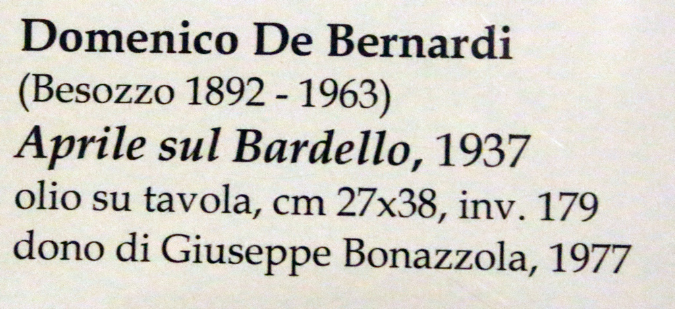 Domenico De Bernardi
(Besozzo 1892 - 1963)
Aprile sul Bardello, 1937
olio su tavola, cm 27x38, inv. 179
dono di Giuseppe Bonazzola, 1977